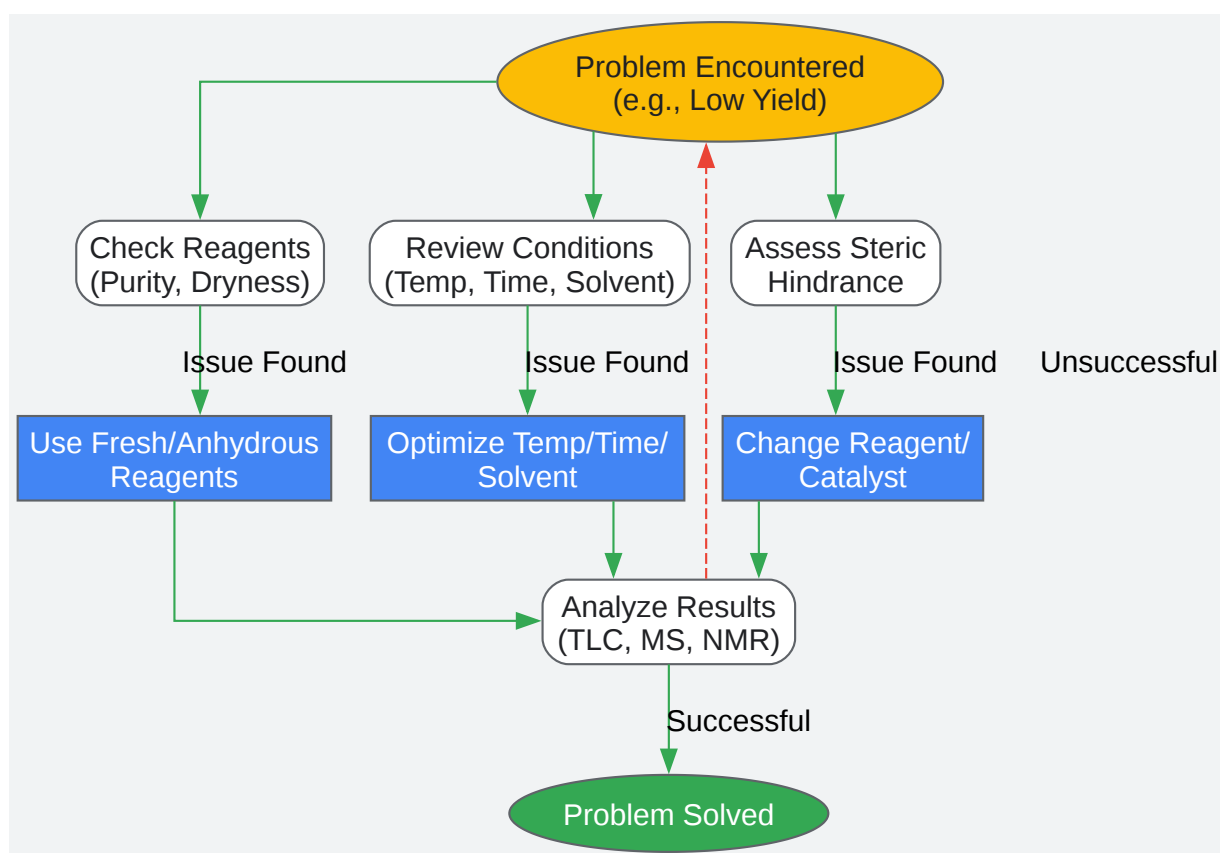 Problem Encountered
(e.g., Low Yield)
Check Reagents
(Purity, Dryness)
Review Conditions
(Temp, Time, Solvent)
Assess Steric
Hindrance
Issue Found
Issue Found
Issue Found
Unsuccessful
Use Fresh/Anhydrous
Reagents
Optimize Temp/Time/
Solvent
Change Reagent/
Catalyst
Analyze Results
(TLC, MS, NMR)
Successful
Problem Solved